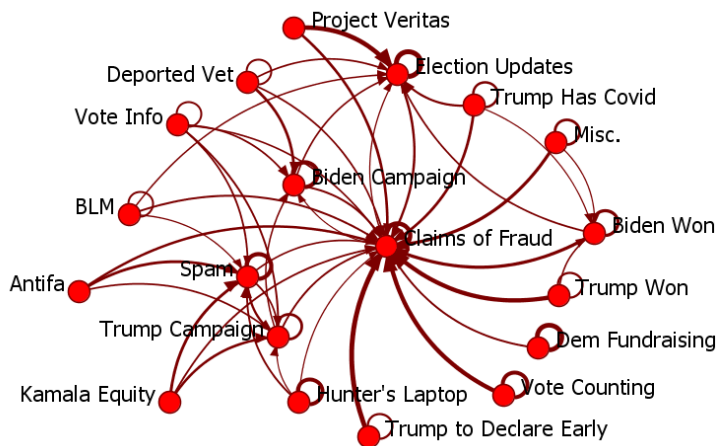 Project Veritas
Election Updates
Deported Vet
Trump Has Covid
Vote Info
Misc.
Biden Campaign
BLM
Biden Won
Claims of Fraud
Spam
Antifa
Trump Won
Trump Campaign
Dem Fundraising
Kamala Equity
Hunter's Laptop
Vote Counting
Trump to Declare Early